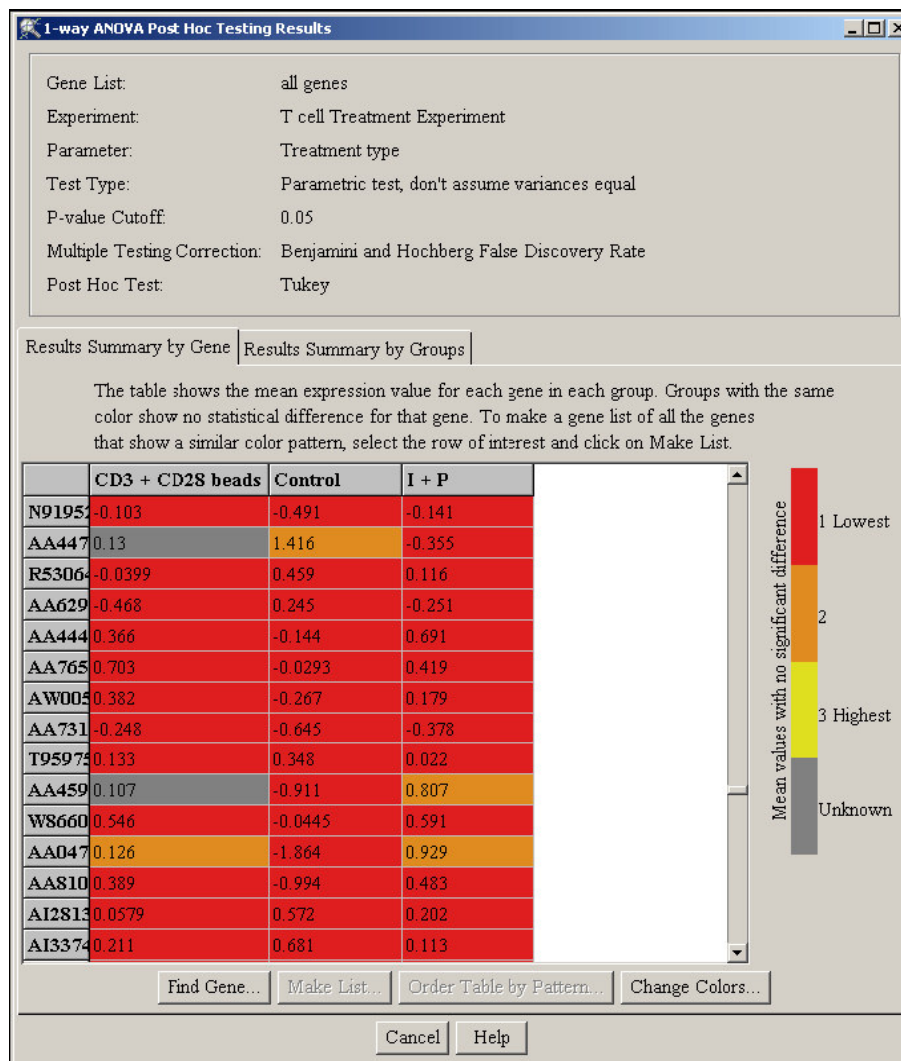 1-way ANOVA Post Hoc Testing Results
Gene List: all genes
Experiment: T cell Treatment Experiment
Parameter: Treatment type
Test Type: Parametric test, don't assume variances equal
P-value Cutoff: 0.05
Multiple Testing Correction: Benjamini and Hochberg False Discovery Rate
Post Hoc Test: Tukey
Results Summary by Gene Results Summary by Groups
The table shows the mean expression value for each gene in each group. Groups with the same
color show no statistical difference for that gene. To make a gene list of all the genes
that show a similar color pattern, select the row of interest and click on Make List.
CD3 + CD28 beads Control I + P
N91952 -0.103 -0.491 -0.141
AA447 0.13 1.416 -0.355
R53064 -0.0399 0.459 0.116
AA629 -0.468 0.245 -0.251
AA444 0.366 -0.144 0.691
AA765 0.703 -0.0293 0.419
AW005 0.382 -0.267 0.179
AA731 -0.248 -0.645 -0.378
T95975 0.133 0.348 0.022
AA459 0.107 -0.911 0.807
W8660 0.546 -0.0445 0.591
AA047 0.126 -1.864 0.929
AA810 0.389 -0.994 0.483
AI2813 0.0579 0.572 0.202
AI3374 0.211 0.681 0.113
Mean values with no significant difference
1 Lowest
2
3 Highest
Unknown
Find Gene... Make List... Order Table by Pattern... Change Colors...
Cancel Help